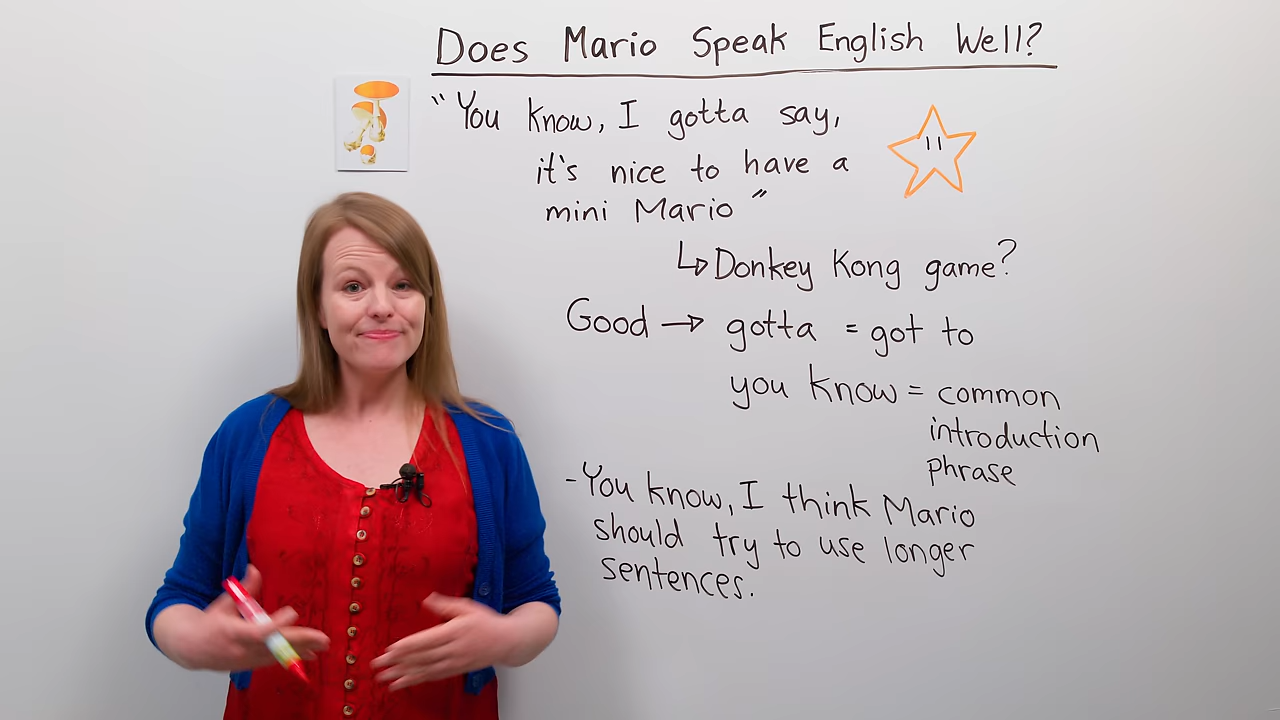 Does Mario Speak English Well?
"You know, I gotta say,
it's nice to have a
mini Mario"
↳ Donkey Kong game?
Good → gotta = got to
you know = common
introduction
phrase
- You know, I think Mario
should try to use longer
sentences.